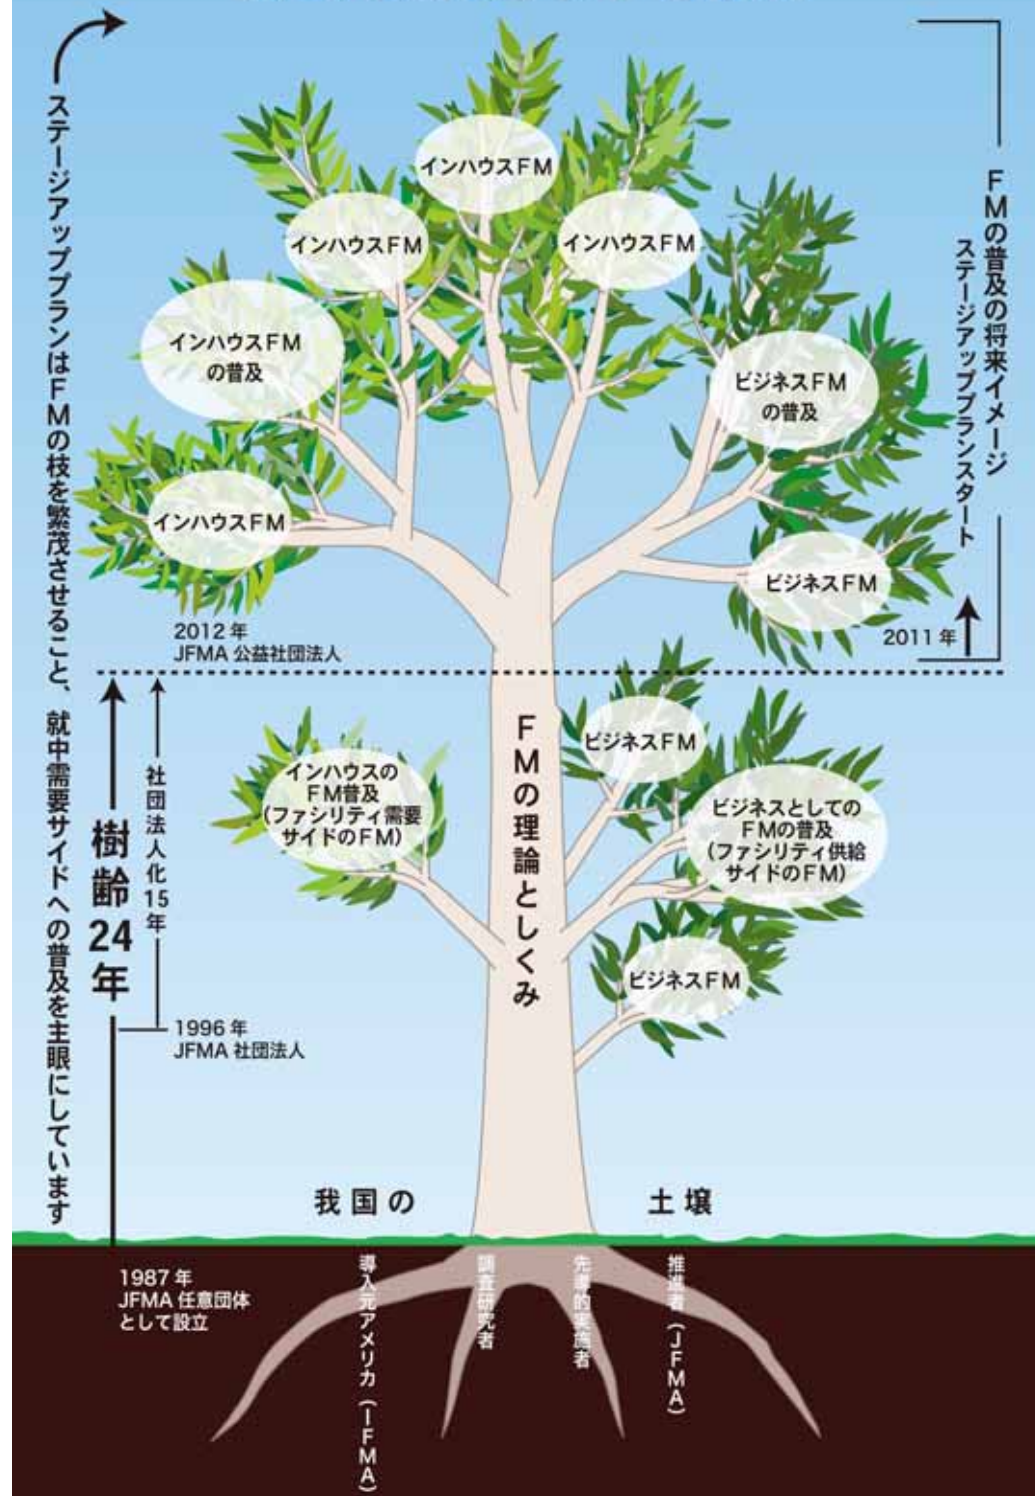 ステージアッププランはFMの枝を繁茂させること、就中需要サイドへの普及を主眼にしています
FMの普及の将来イメージ
ステージアッププランスタート
2011年
インハウスFM
インハウスFM
インハウスFM
インハウスFM
の普及
ビジネスFM
の普及
インハウスFM
ビジネスFM
2012年
JFMA 公益社団法人
樹齢24年
社団法人化15年
1996年
JFMA 社団法人
FMの理論としくみ
ビジネスFM
インハウスの
FM普及
(ファシリティ需要
サイドのFM)
ビジネスとしての
FMの普及
(ファシリティ供給
サイドのFM)
ビジネスFM
我国の
土壌
1987年
JFMA 任意団体
として設立
導入元アメリカ(IFMA)
調査研究者
先導的実施者
推進者(JFMA)